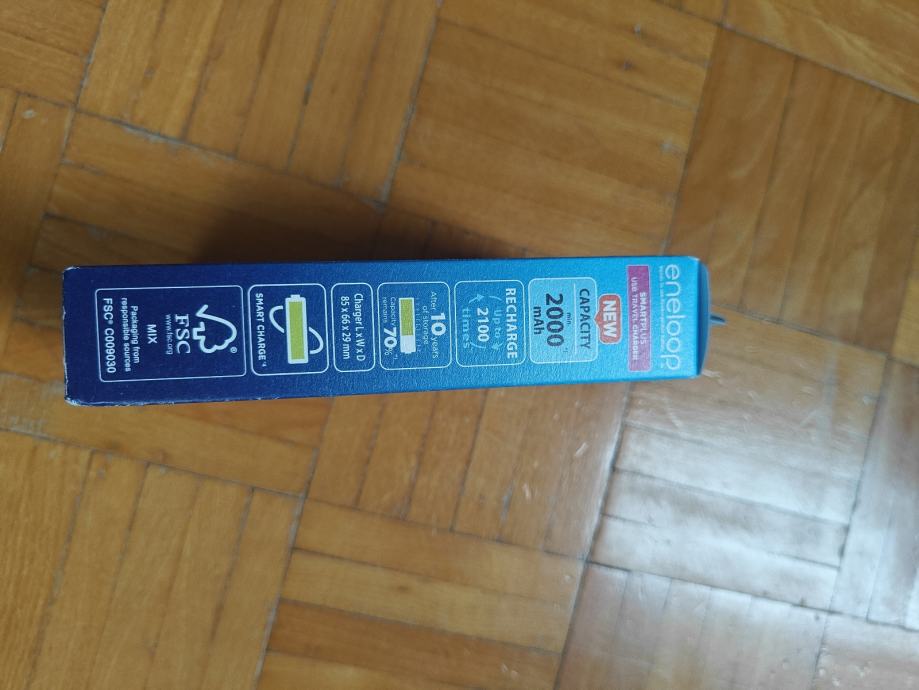 eneloop
SMARTPLUS
USB TRAVEL CHARGER
NEW
CAPACITY
min.
2000
mAh
RECHARGE
Up to
2100
times
After 10 years
of storage
Capacity
remains 70%
Charger L x W x D
85 x 66 x 29 mm
SMART CHARGE
FSC
www.fsc.org
MIX
Packaging from
responsible sources
FSC® C009030